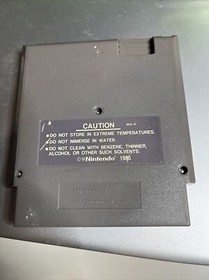 CAUTION
•DO NOT STORE IN EXTREME TEMPERATURES.
•DO NOT IMMERSE IN WATER.
•DO NOT CLEAN WITH BENZENE, THINNER,
ALCOHOL OR OTHER SUCH SOLVENTS.
©®Nintendo 1985